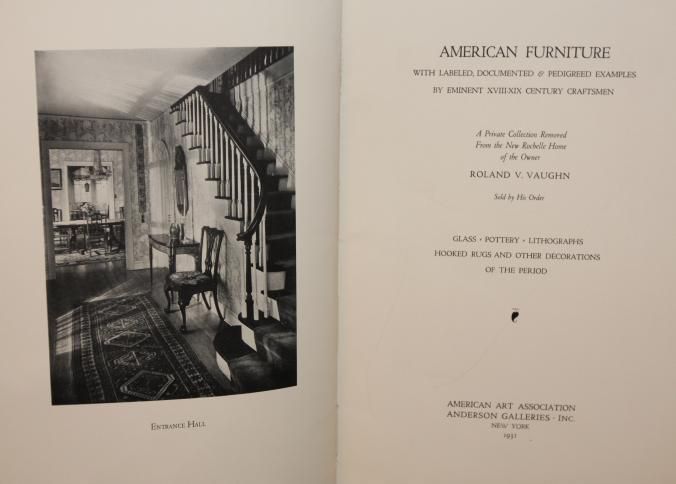 ENTRANCE HALL
AMERICAN FURNITURE
WITH LABELED, DOCUMENTED & PEDIGREED EXAMPLES
BY EMINENT XVIII-XIX CENTURY CRAFTSMEN
A Private Collection Removed
From the New Rochelle Home
of the Owner
ROLAND V. VAUGHN
Sold by His Order
GLASS · POTTERY · LITHOGRAPHS
HOOKED RUGS AND OTHER DECORATIONS
OF THE PERIOD
AMERICAN ART ASSOCIATION
ANDERSON GALLERIES · INC.
NEW YORK
1931